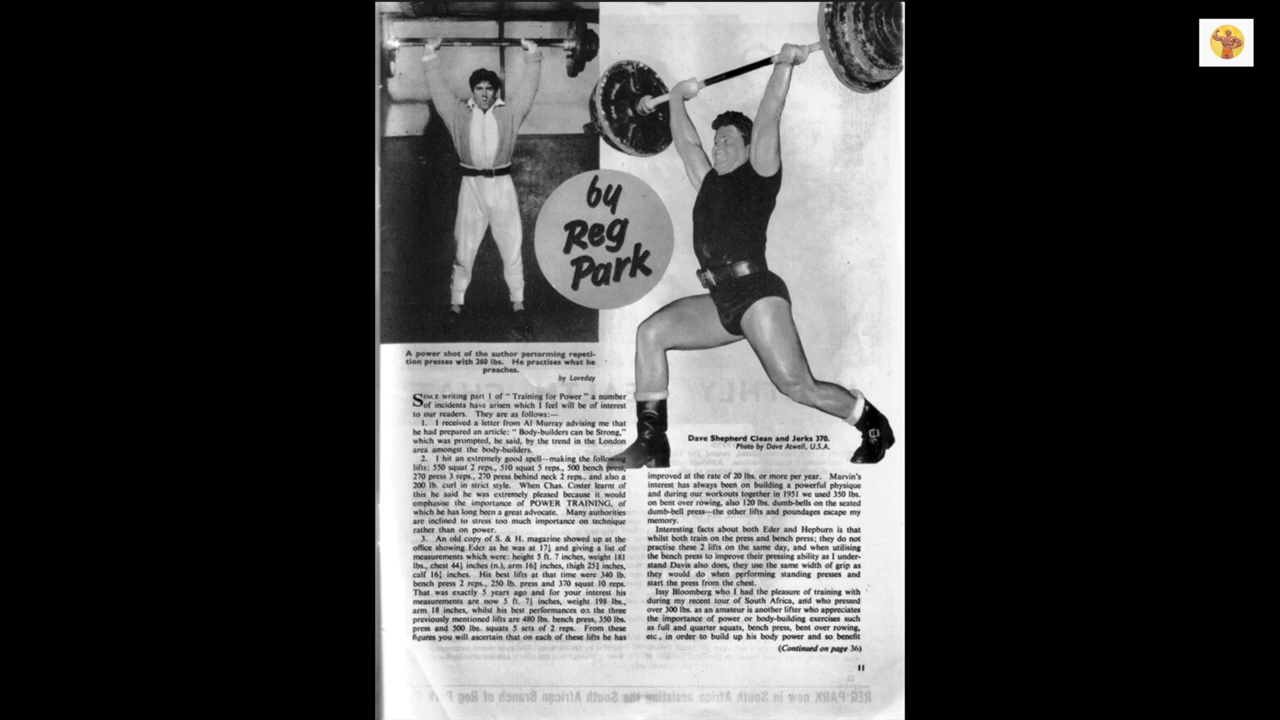 by
Reg
Park
A power shot of the author performing repeti-
tion presses with 260 lbs. He practises what he
preaches.
by Loveday
SINCE writing part 1 of "Training for Power" a number
of incidents have arisen which I feel will be of interest
to our readers. They are as follows:—
1. I received a letter from Al Murray advising me that
he had prepared an article: "Body-builders can be Strong,"
which was prompted, he said, by the trend in the London
area amongst the body-builders.
2. I hit an extremely good spell—making the following
lifts: 550 squat 2 reps., 510 squat 5 reps., 500 bench press,
270 press 3 reps., 270 press behind neck 2 reps., and also a
200 lb. curl in strict style. When Chas. Coster learnt of
this he said he was extremely pleased because it would
emphasise the importance of POWER TRAINING, of
which he has long been a great advocate. Many authorities
are inclined to stress too much importance on technique
rather than on power.
3. An old copy of S. & H. magazine showed up at the
office showing Eder as he was at 17½ and giving a list of
measurements which were: height 5 ft. 7 inches, weight 181
lbs., chest 44½ inches (n.), arm 16¾ inches, thigh 25½ inches,
calf 16½ inches. His best lifts at that time were 340 lb.
bench press 2 reps., 250 lb. press and 370 squat 10 reps.
That was exactly 5 years ago and for your interest his
measurements are now 5 ft. 7½ inches, weight 198 lbs.,
arm 18 inches, whilst his best performances on the three
previously mentioned lifts are 480 lbs. bench press, 350 lbs.
press and 500 lbs. squats 5 sets of 2 reps. From these
figures you will ascertain that on each of these lifts he has
Dave Shepherd Clean and Jerks 370.
Photo by Dave Atwell, U.S.A.
improved at the rate of 20 lbs. or more per year. Marvin's
interest has always been on building a powerful physique
and during our workouts together in 1951 we used 350 lbs.
on bent over rowing, also 120 lbs. dumb-bells on the seated
dumb-bell press—the other lifts and poundages escape my
memory.
Interesting facts about both Eder and Hepburn is that
whilst both train on the press and bench press; they do not
practise these 2 lifts on the same day, and when utilising
the bench press to improve their pressing ability as I under-
stand Davis also does, they use the same width of grip as
they would do when performing standing presses and
start the press from the chest.
Issy Bloomberg who I had the pleasure of training with
during my recent tour of South Africa, and who pressed
over 300 lbs. as an amateur is another lifter who appreciates
the importance of power or body-building exercises such
as full and quarter squats, bench press, bent over rowing,
etc., in order to build up his body power and so benefit
(Continued on page 36)
11